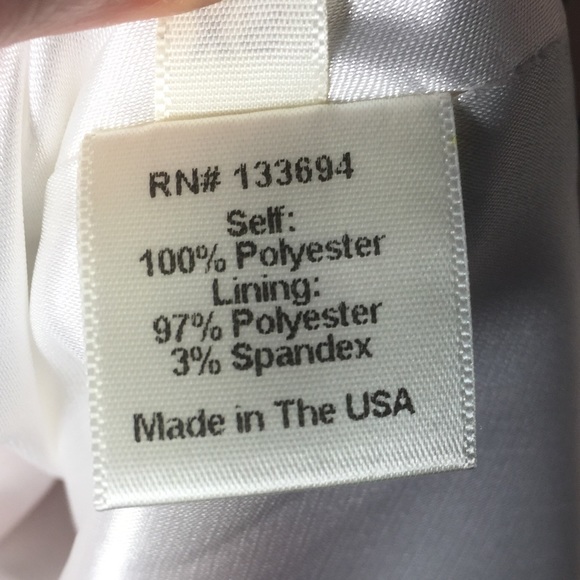 RN# 133694
Self:
100% Polyester
Lining:
97% Polyester
3% Spandex
Made in The USA